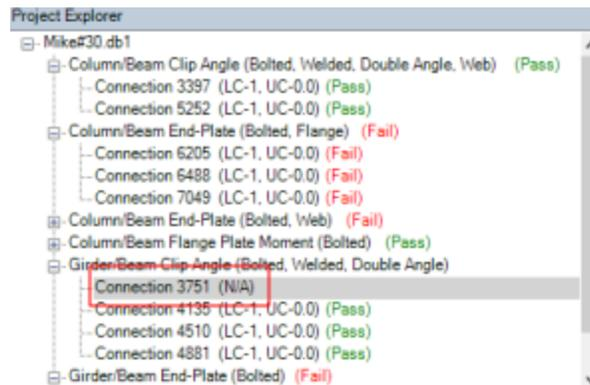 Project Explorer
Mike#30.db1
Column/Beam Clip Angle (Bolted, Welded, Double Angle, Web) (Pass)
Connection 3397 (LC-1, UC-0.0) (Pass)
Connection 5252 (LC-1, UC-0.0) (Pass)
Column/Beam End-Plate (Bolted, Flange) (Fail)
Connection 6205 (LC-1, UC-0.0) (Fail)
Connection 6488 (LC-1, UC-0.0) (Fail)
Connection 7049 (LC-1, UC-0.0) (Fail)
Column/Beam End-Plate (Bolted, Web) (Fail)
Column/Beam Flange Plate Moment (Bolted) (Pass)
Girder/Beam Clip Angle (Bolted, Welded, Double Angle)
Connection 3751 (N/A)
Connection 4135 (LC-1, UC-0.0) (Pass)
Connection 4510 (LC-1, UC-0.0) (Pass)
Connection 4881 (LC-1, UC-0.0) (Pass)
Girder/Beam End-Plate (Bolted) (Fail)